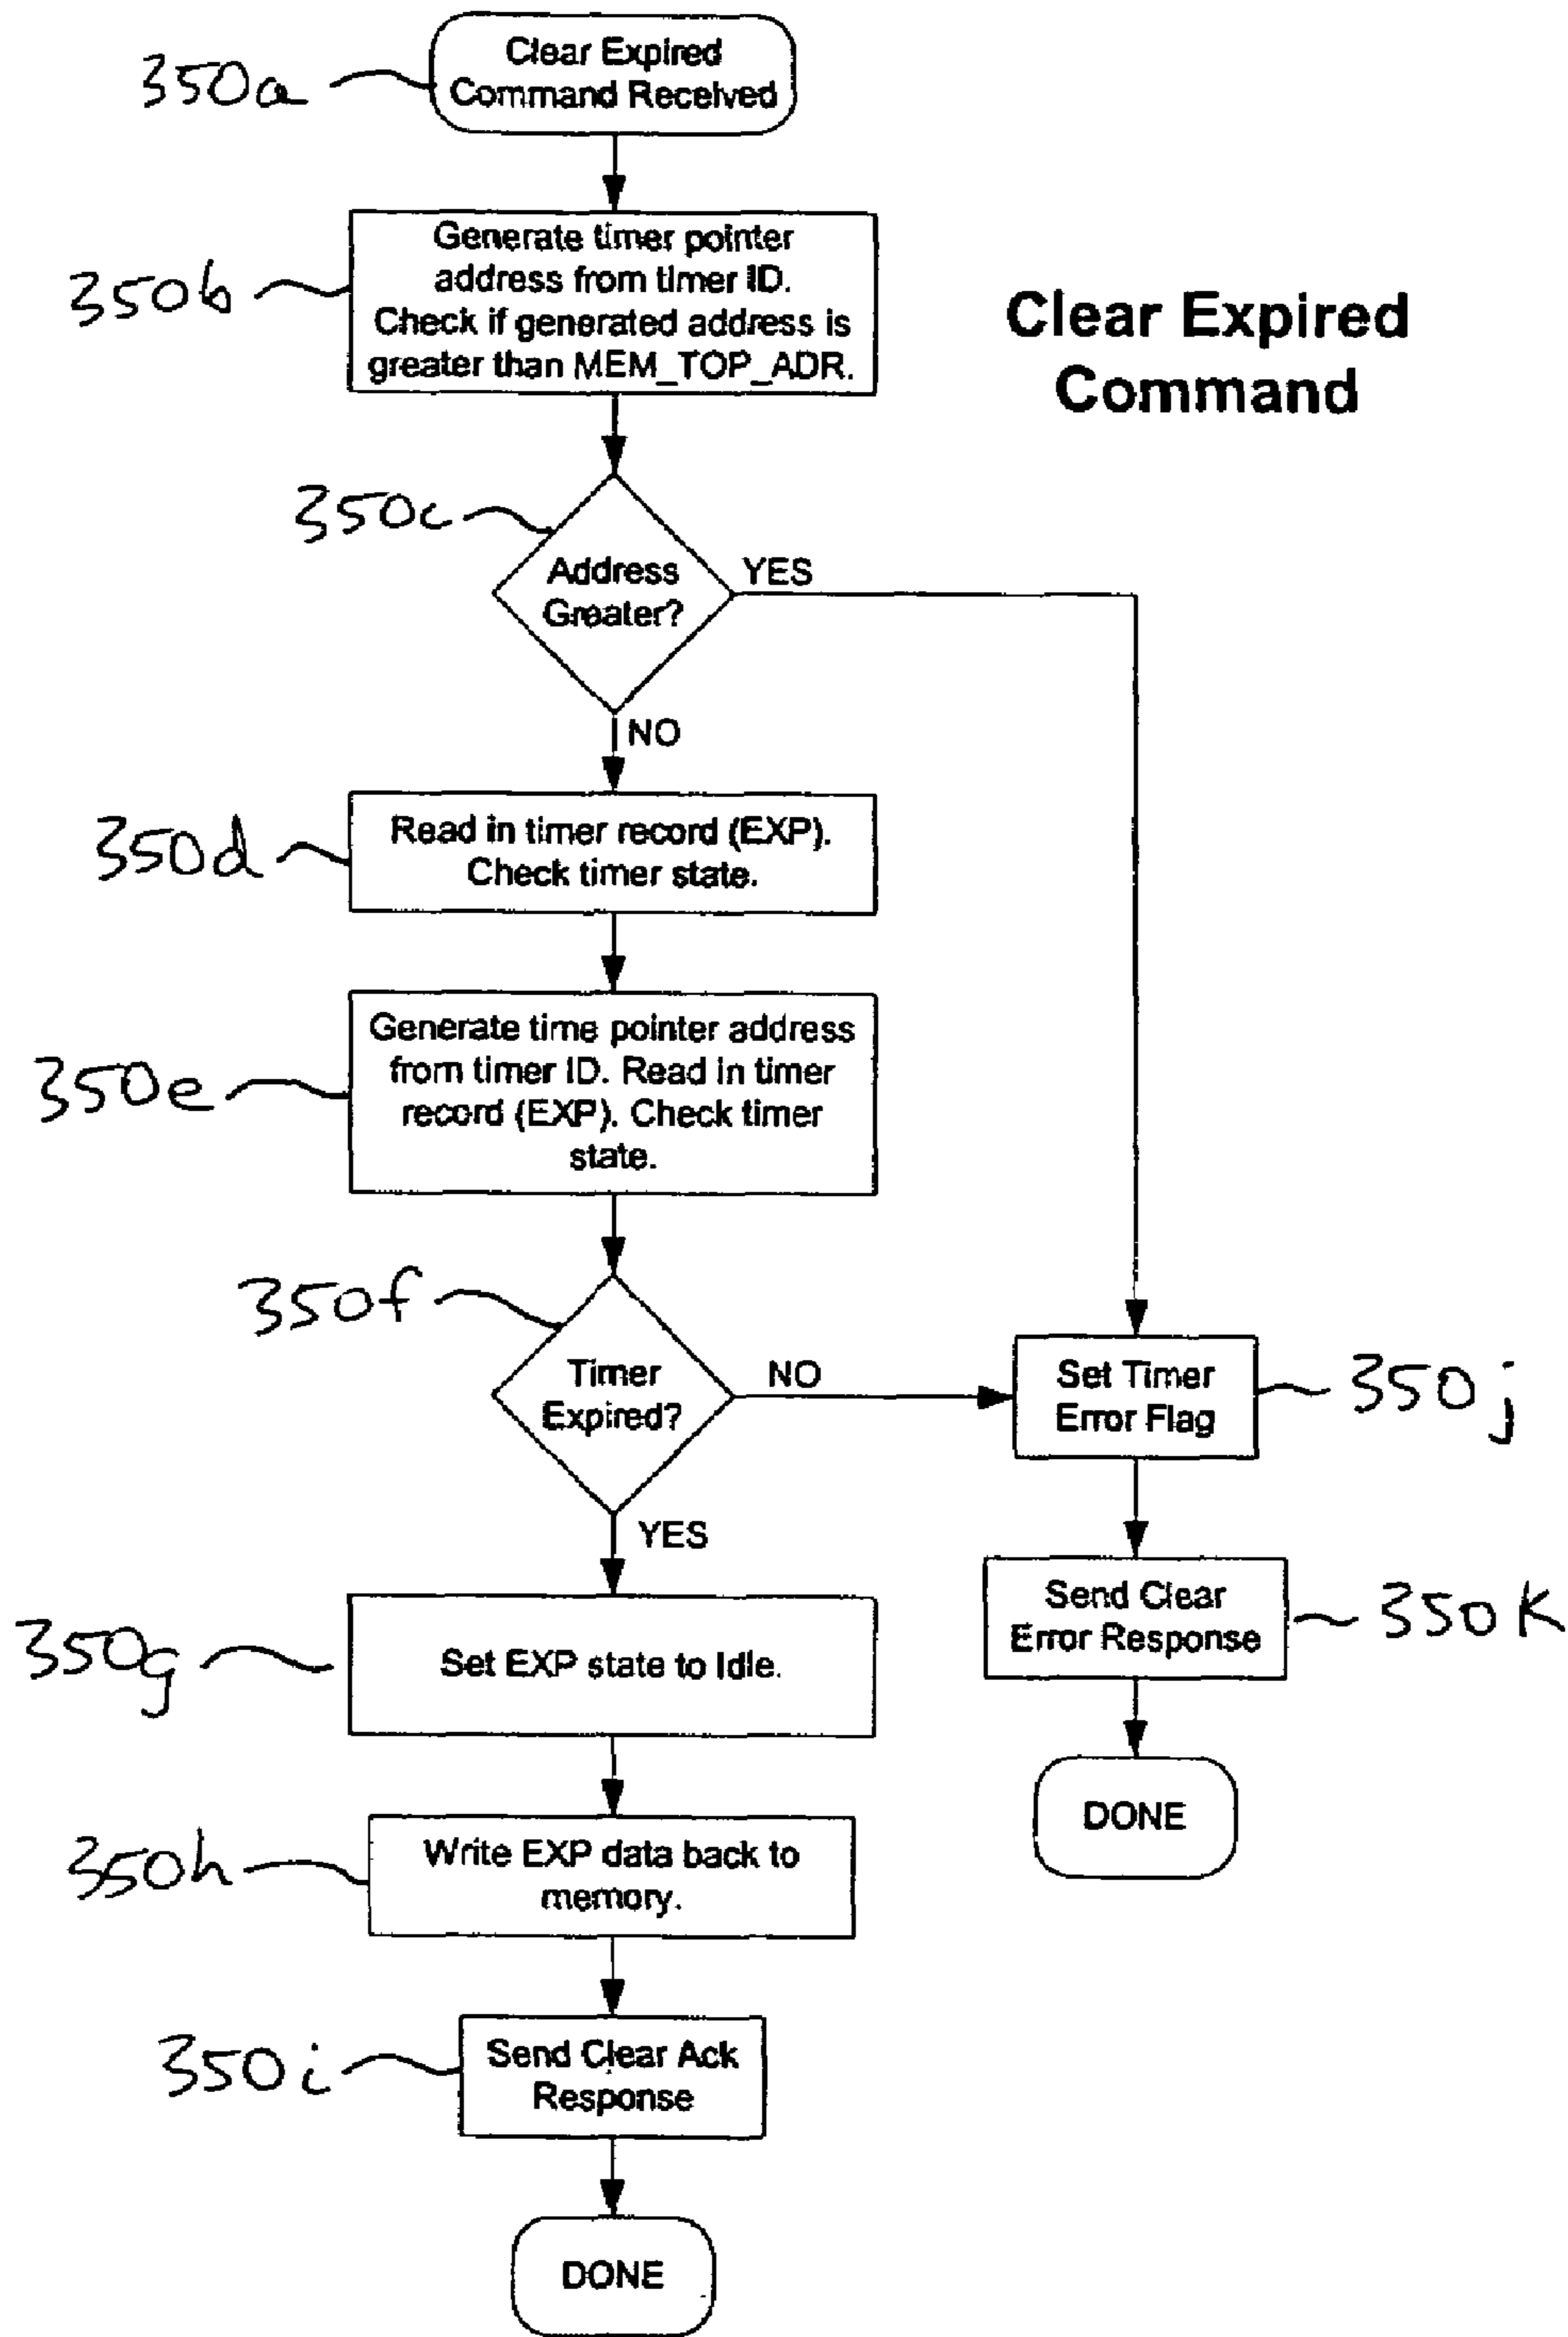 350a
Clear Expired
Command Received
350b
Generate timer pointer
address from timer ID.
Check if generated address is
greater than MEM_TOP_ADR.
Clear Expired
Command
350c
Address
Greater?
YES
NO
350d
Read in timer record (EXP).
Check timer state.
350e
Generate time pointer address
from timer ID. Read in timer
record (EXP). Check timer
state.
350f
Timer
Expired?
NO
YES
Set Timer
Error Flag
350j
Send Clear
Error Response
350K
DONE
350g
Set EXP state to Idle.
350h
Write EXP data back to
memory.
350i
Send Clear Ack
Response
DONE